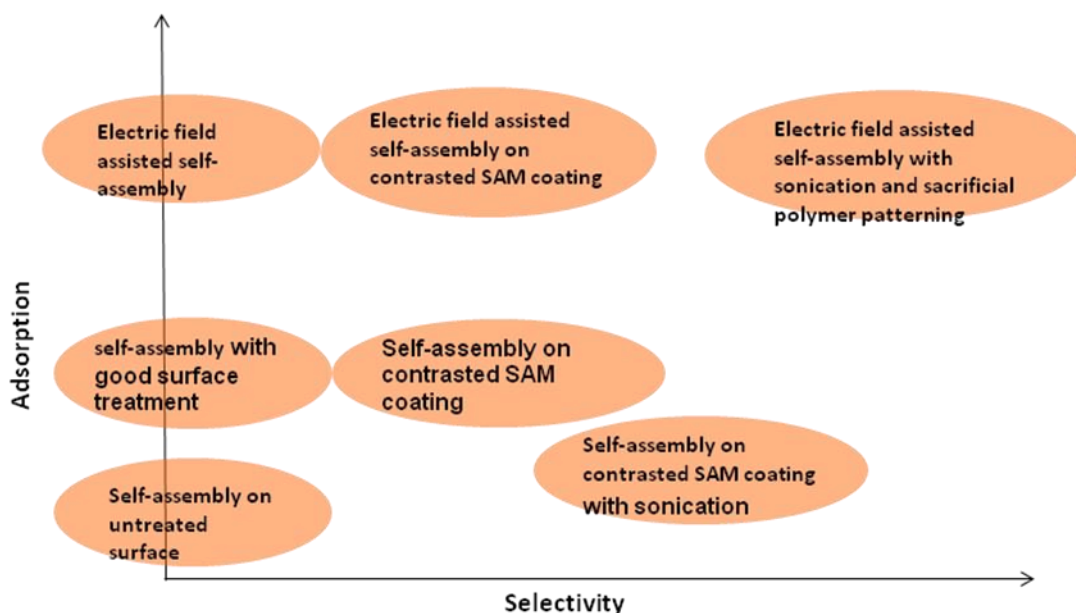 Electric field
assisted self-
assembly
Electric field assisted
self-assembly on
contrasted SAM coating
Electric field assisted
self-assembly with
sonication and sacrificial
polymer patterning
Adsorption
self-assembly with
good surface
treatment
Self-assembly on
contrasted SAM
coating
Self-assembly on
contrasted SAM coating
with sonication
Self-assembly on
untreated
surface
Selectivity